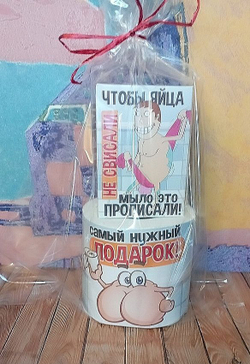 ЧТОБЫ ЯЙЦА
НЕ СВИСАЛИ
МЫЛО ЭТО
ПРОПИСАЛИ!
САМЫЙ НУЖНЫЙ
ПОДАРОК!